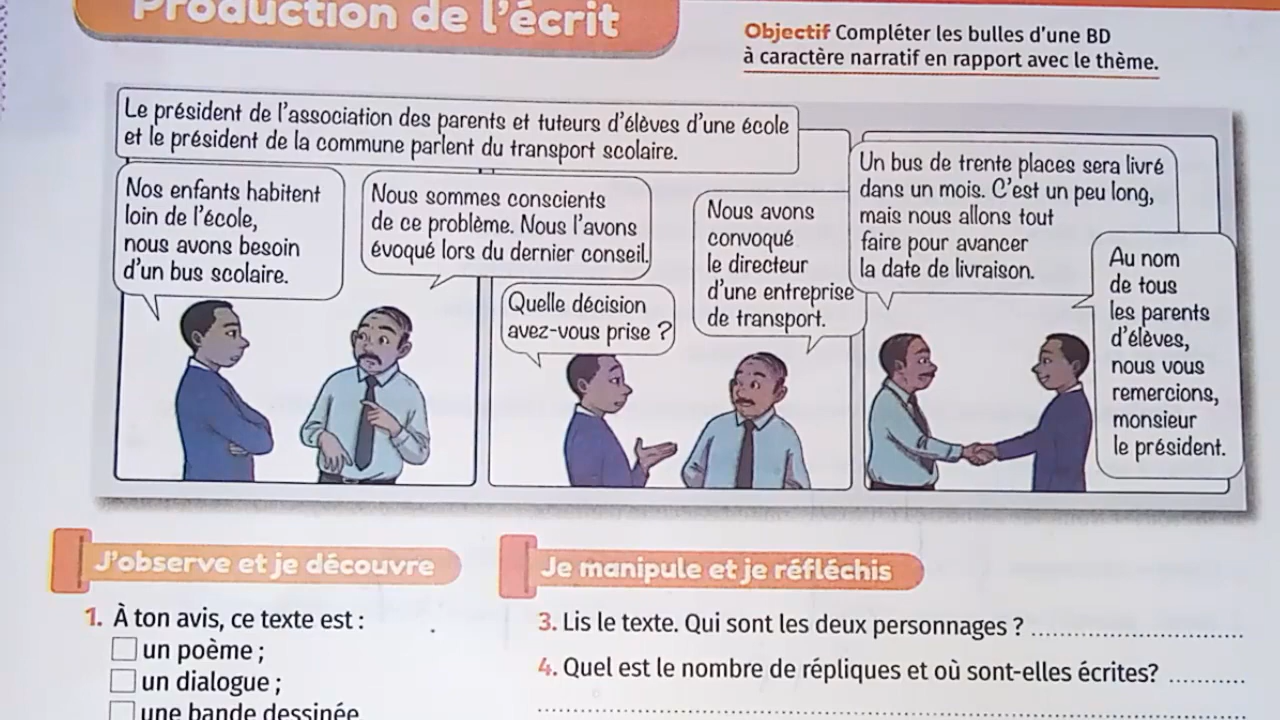 Production de l'écrit
Objectif Compléter les bulles d'une BD
à caractère narratif en rapport avec le thème.
Le président de l'association des parents et tuteurs d'élèves d'une école
et le président de la commune parlent du transport scolaire.
Nos enfants habitent
loin de l'école,
nous avons besoin
d'un bus scolaire.
Nous sommes conscients
de ce problème. Nous l'avons
évoqué lors du dernier conseil.
Quelle décision
avez-vous prise ?
Nous avons
convoqué
le directeur
d'une entreprise
de transport.
Un bus de trente places sera livré
dans un mois. C'est un peu long,
mais nous allons tout
faire pour avancer
la date de livraison.
Au nom
de tous
les parents
d'élèves,
nous vous
remercions,
monsieur
le président.
J'observe et je découvre
1. À ton avis, ce texte est :
un poème ;
un dialogue ;
une bande dessinée
Je manipule et je réfléchis
3. Lis le texte. Qui sont les deux personnages ? ..............................
4. Quel est le nombre de répliques et où sont-elles écrites? ...........